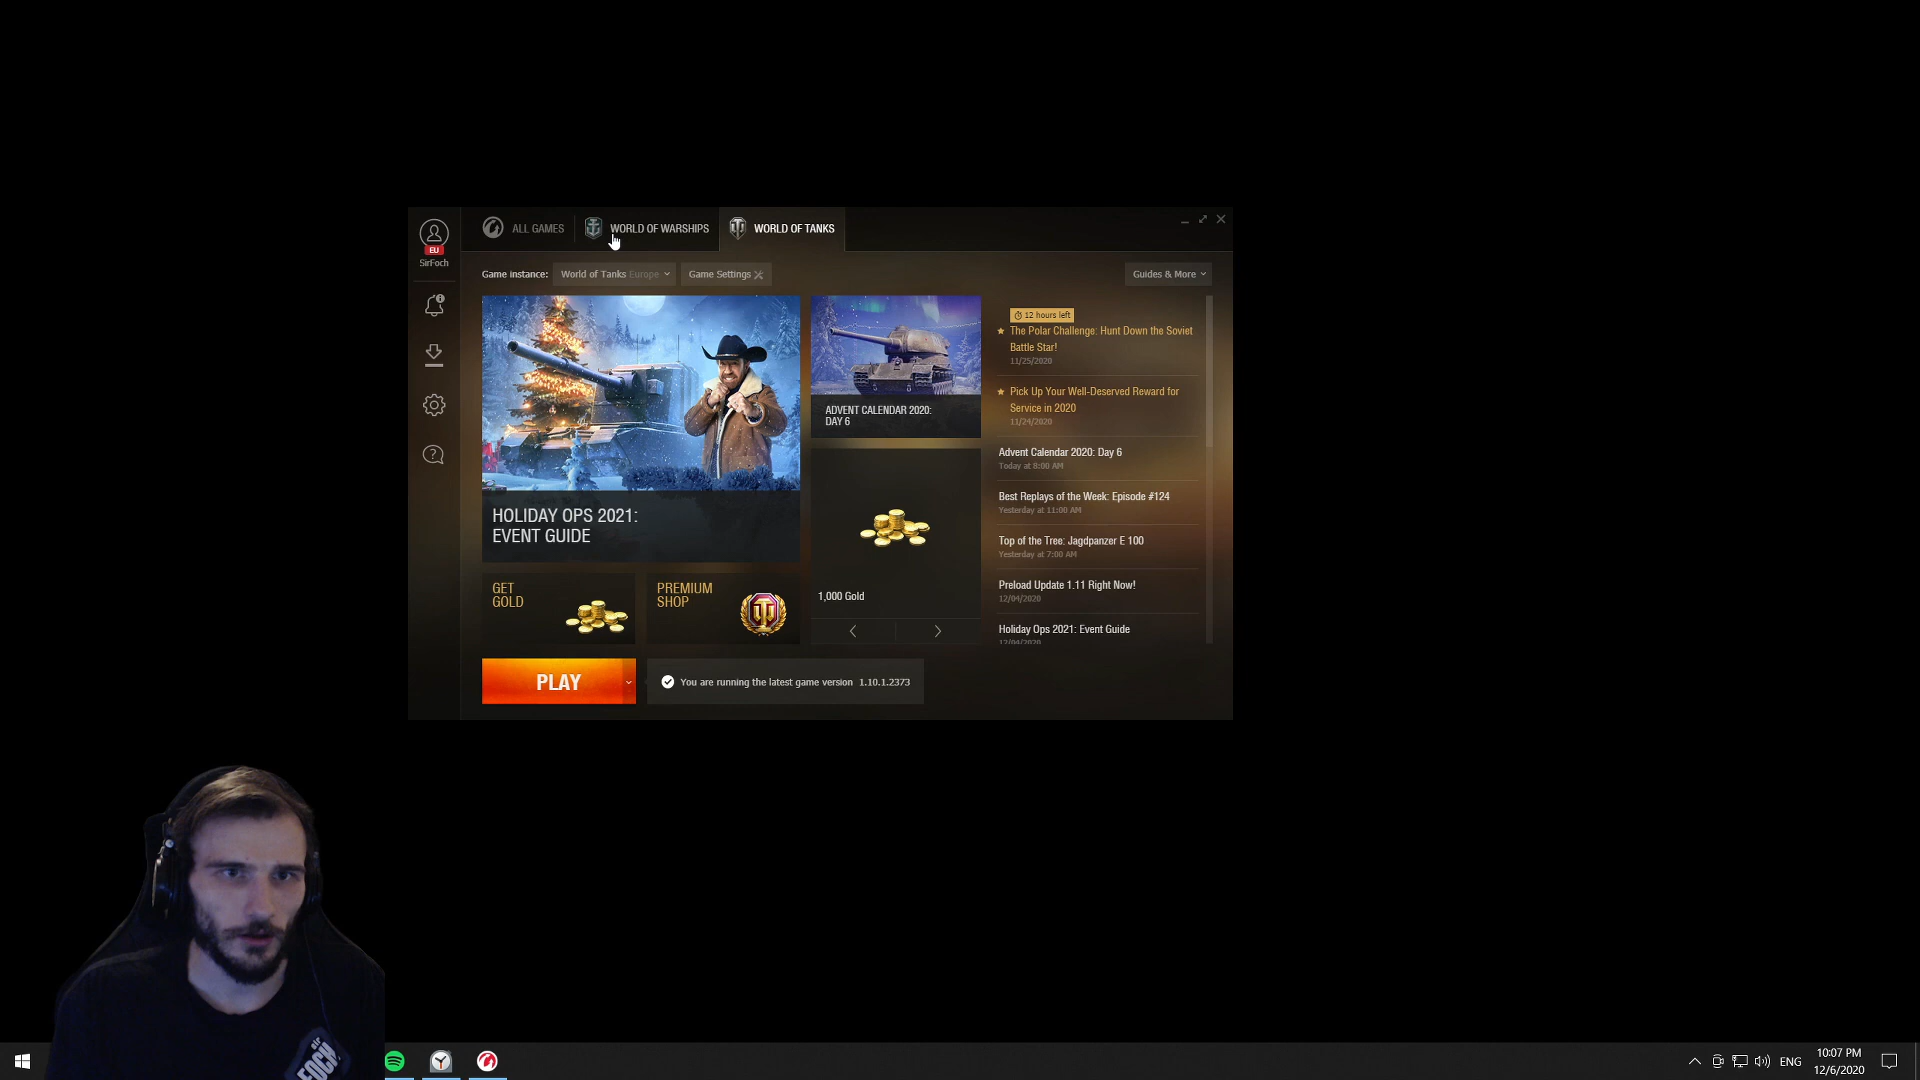 ALL GAMES
WORLD OF WARSHIPS
WORLD OF TANKS
EU
SirFoch
Game instance:
World of Tanks Europe
Game Settings
Guides & More
HOLIDAY OPS 2021:
EVENT GUIDE
ADVENT CALENDAR 2020:
DAY 6
12 hours left
The Polar Challenge: Hunt Down the Soviet
Battle Star!
11/25/2020
Pick Up Your Well-Deserved Reward for
Service in 2020
11/24/2020
Advent Calendar 2020: Day 6
Today at 8:00 AM
Best Replays of the Week: Episode #124
Yesterday at 11:00 AM
Top of the Tree: Jagdpanzer E 100
Yesterday at 7:00 AM
Preload Update 1.11 Right Now!
12/04/2020
Holiday Ops 2021: Event Guide
12/04/2020
GET
GOLD
PREMIUM
SHOP
1,000 Gold
PLAY
You are running the latest game version 1.10.1.2373
sir
FOCH
ENG
10:07 PM
12/6/2020